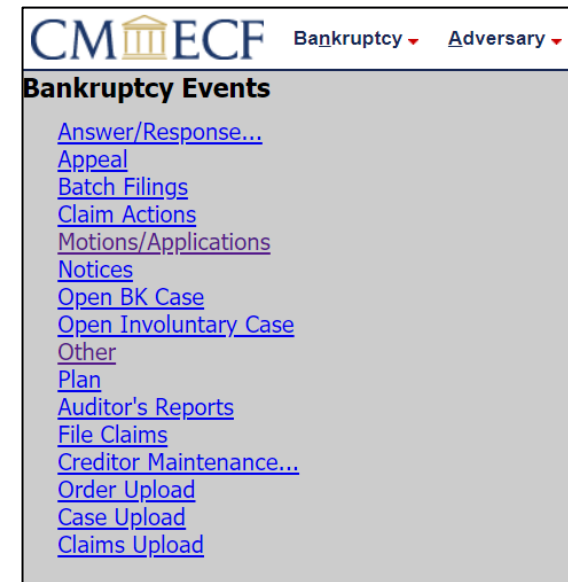 CM ECF Bankruptcy Adversary
Bankruptcy Events
Answer/Response...
Appeal
Batch Filings
Claim Actions
Motions/Applications
Notices
Open BK Case
Open Involuntary Case
Other
Plan
Auditor's Reports
File Claims
Creditor Maintenance...
Order Upload
Case Upload
Claims Upload